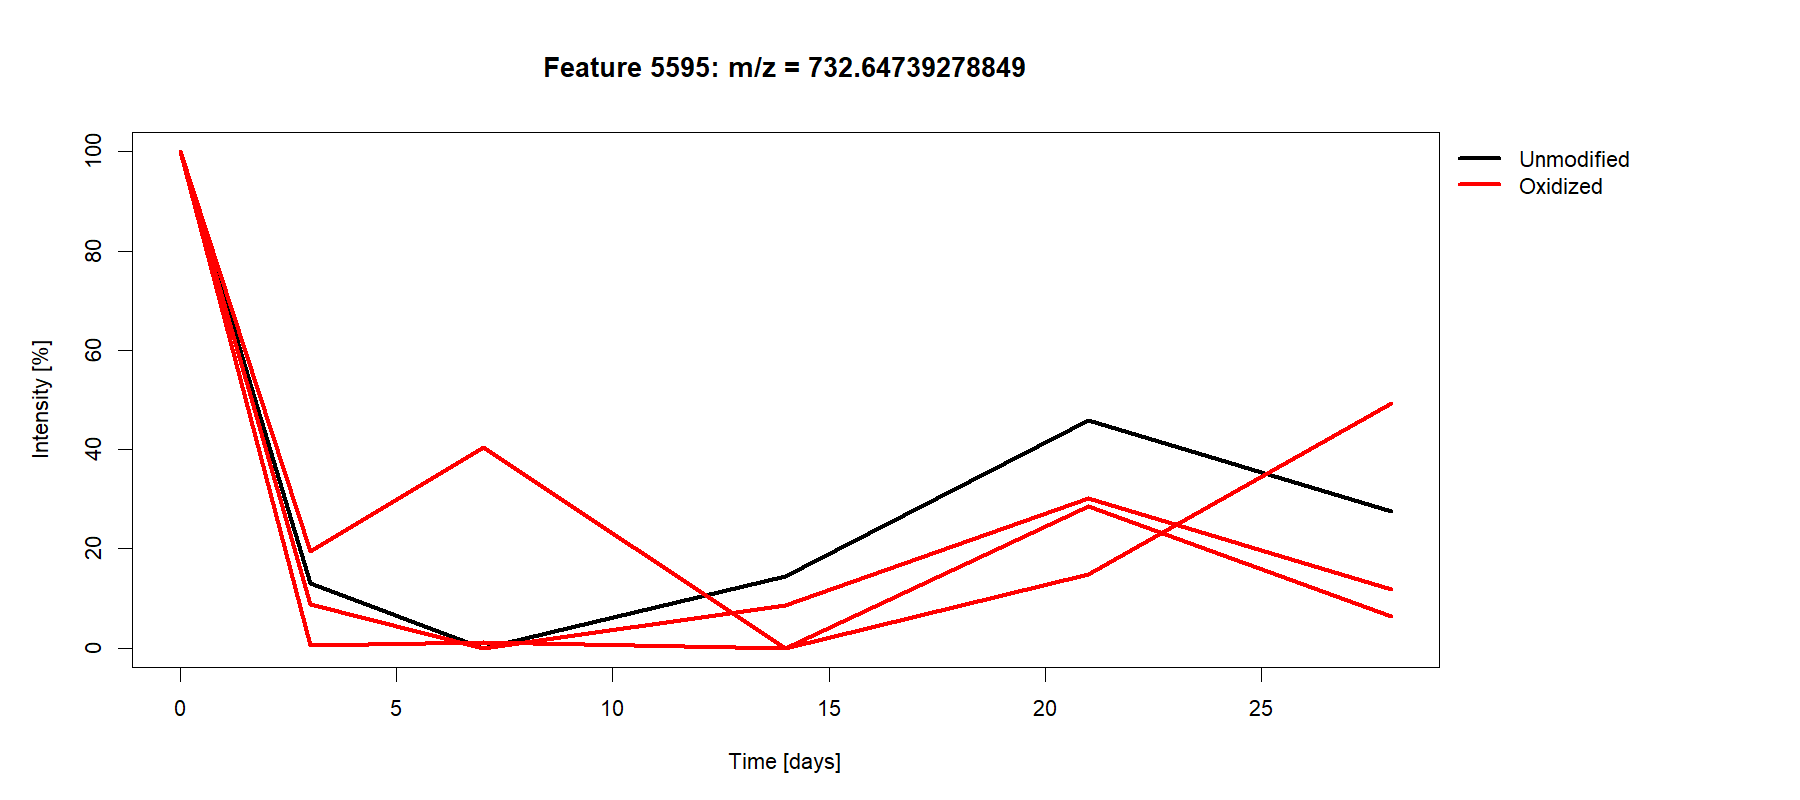 Feature 5595: m/z = 732.64739278849
Unmodified
Oxidized
Intensity [%]
100
80
60
40
20
0
0 5 10 15 20 25
Time [days]